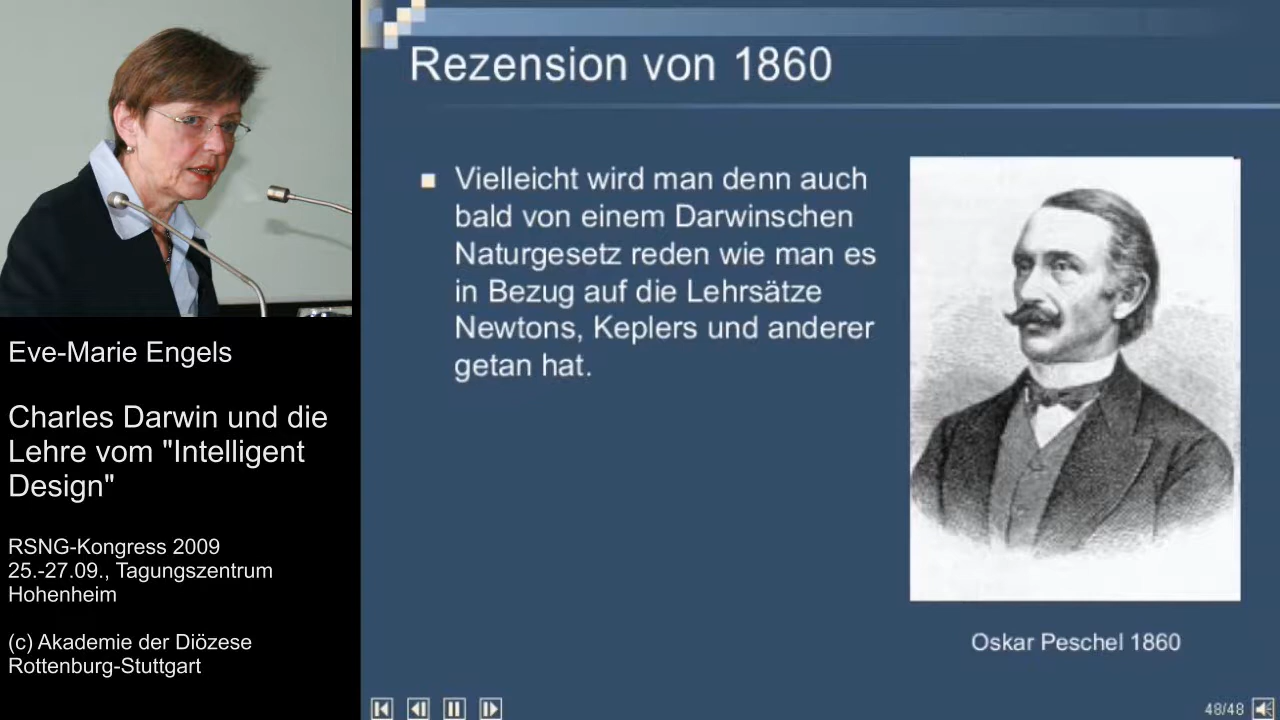 Rezension von 1860
Vielleicht wird man denn auch
bald von einem Darwinschen
Naturgesetz reden wie man es
in Bezug auf die Lehrsätze
Newtons, Keplers und anderer
getan hat.
Oskar Peschel 1860
48/48
Eve-Marie Engels
Charles Darwin und die
Lehre vom "Intelligent
Design"
RSNG-Kongress 2009
25.-27.09., Tagungszentrum
Hohenheim
(c) Akademie der Diözese
Rottenburg-Stuttgart